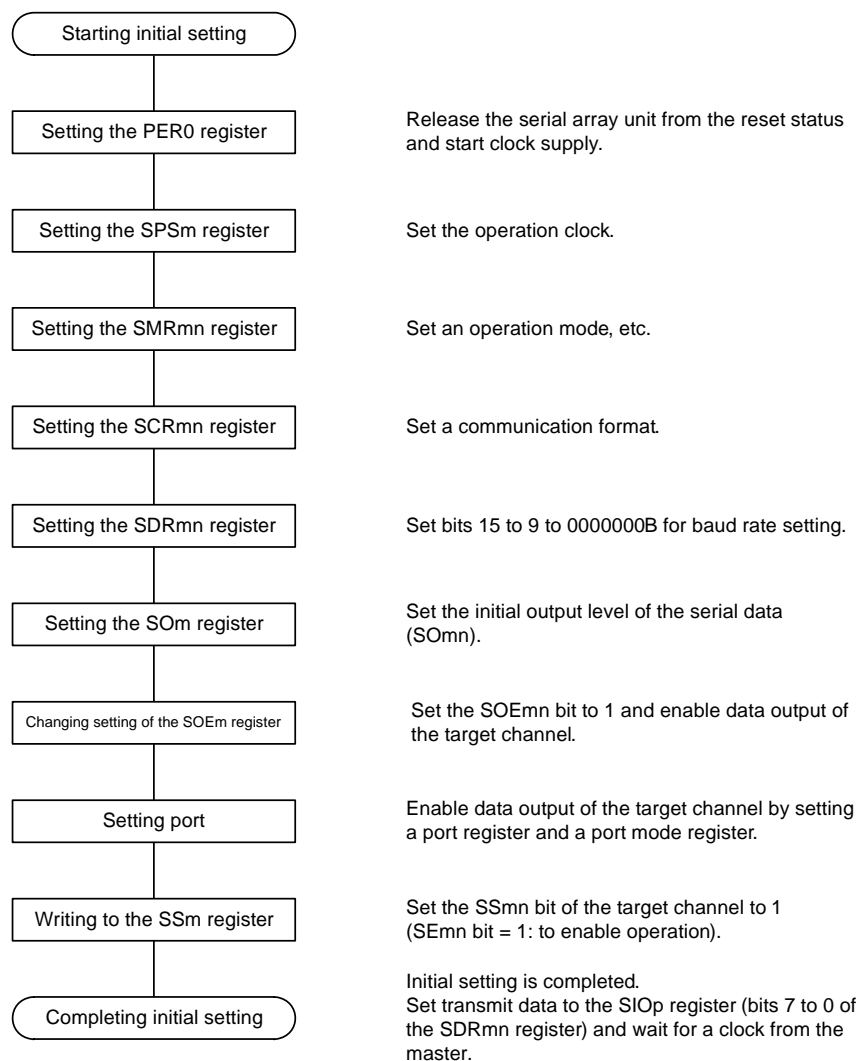 Starting initial setting
Setting the PER0 register
Release the serial array unit from the reset status
and start clock supply.
Setting the SPSm register
Set the operation clock.
Setting the SMRmn register
Set an operation mode, etc.
Setting the SCRmn register
Set a communication format.
Setting the SDRmn register
Set bits 15 to 9 to 0000000B for baud rate setting.
Setting the SOm register
Set the initial output level of the serial data
(SOmn).
Changing setting of the SOEm register
Set the SOEmn bit to 1 and enable data output of
the target channel.
Setting port
Enable data output of the target channel by setting
a port register and a port mode register.
Writing to the SSm register
Set the SSmn bit of the target channel to 1
(SEmn bit = 1: to enable operation).
Completing initial setting
Initial setting is completed.
Set transmit data to the SIOp register (bits 7 to 0 of
the SDRmn register) and wait for a clock from the
master.